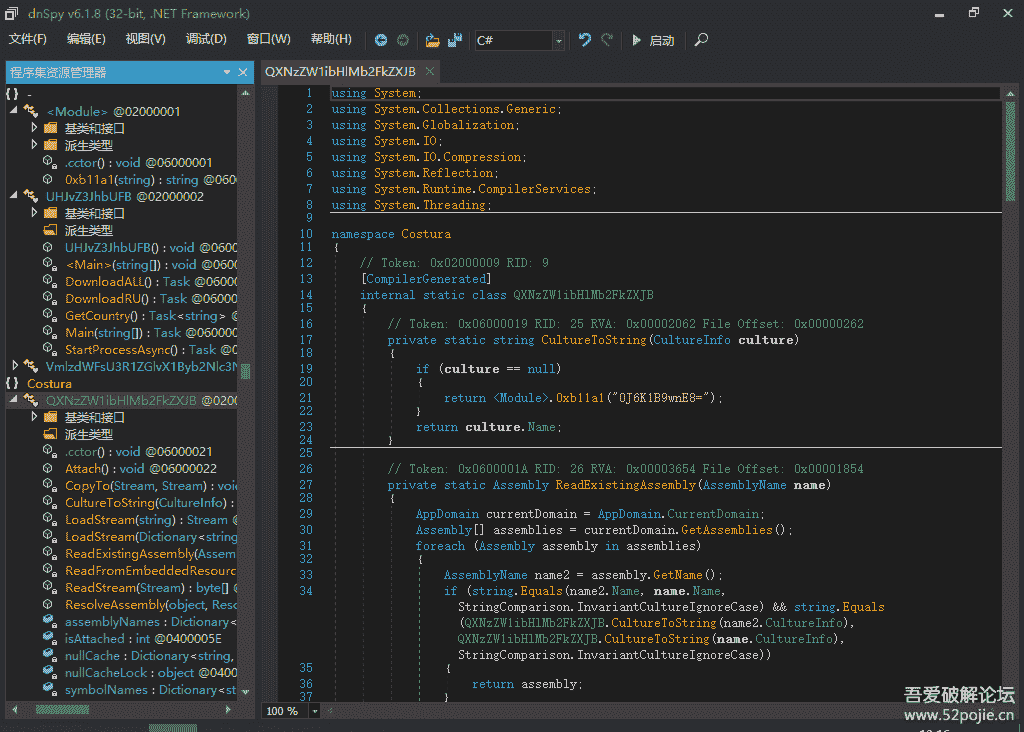 dnSpy v6.1.8 (32-bit, .NET Framework)
文件(F) 编辑(E) 视图(V) 调试(D) 窗口(W) 帮助(H) C# 启动
程序集资源管理器
{ } -
<Module> @02000001
基类和接口
派生类型
.cctor() : void @06000001
0xb11a1(string) : string @060
UHJvZ3JhbUFB @02000002
基类和接口
派生类型
UHJvZ3JhbUFB() : void @0600
<Main>(string[]) : void @0600
DownloadALL() : Task @06000
DownloadRU() : Task @06000
GetCountry() : Task<string> @
Main(string[]) : Task @060000
StartProcessAsync() : Task @0
VmlzdWFsU3R1ZGlvX1Byb2Nlc3N
{ } Costura
QXNzZW1ibHlMb2FkZXJB @0200
基类和接口
派生类型
.cctor() : void @06000021
Attach() : void @06000022
CopyTo(Stream, Stream) : void
CultureToString(CultureInfo) :
LoadStream(string) : Stream @
LoadStream(Dictionary<string
ReadExistingAssembly(Assem
ReadFromEmbeddedResourc
ReadStream(Stream) : byte[] @
ResolveAssembly(object, Reso
assemblyNames : Dictionary<
isAttached : int @0400005E
nullCache : Dictionary<string,
nullCacheLock : object @0400
symbolNames : Dictionary<st
QXNzZW1ibHlMb2FkZXJB
1 using System;
2 using System.Collections.Generic;
3 using System.Globalization;
4 using System.IO;
5 using System.IO.Compression;
6 using System.Reflection;
7 using System.Runtime.CompilerServices;
8 using System.Threading;
9
10 namespace Costura
11 {
12 // Token: 0x02000009 RID: 9
13 [CompilerGenerated]
14 internal static class QXNzZW1ibHlMb2FkZXJB
15 {
16 // Token: 0x06000019 RID: 25 RVA: 0x00002062 File Offset: 0x00000262
17 private static string CultureToString(CultureInfo culture)
18 {
19 if (culture == null)
20 {
21 return <Module>.0xb11a1("0J6K1B9wnE8=");
22 }
23 return culture.Name;
24 }
25
26 // Token: 0x0600001A RID: 26 RVA: 0x00003654 File Offset: 0x00001854
27 private static Assembly ReadExistingAssembly(AssemblyName name)
28 {
29 AppDomain currentDomain = AppDomain.CurrentDomain;
30 Assembly[] assemblies = currentDomain.GetAssemblies();
31 foreach (Assembly assembly in assemblies)
32 {
33 AssemblyName name2 = assembly.GetName();
34 if (string.Equals(name2.Name, name.Name,
StringComparison.InvariantCultureIgnoreCase) && string.Equals
(QXNzZW1ibHlMb2FkZXJB.CultureToString(name2.CultureInfo),
QXNzZW1ibHlMb2FkZXJB.CultureToString(name.CultureInfo),
StringComparison.InvariantCultureIgnoreCase))
35 {
36 return assembly;
37 }
100 %
吾爱破解论坛
www.52pojie.cn